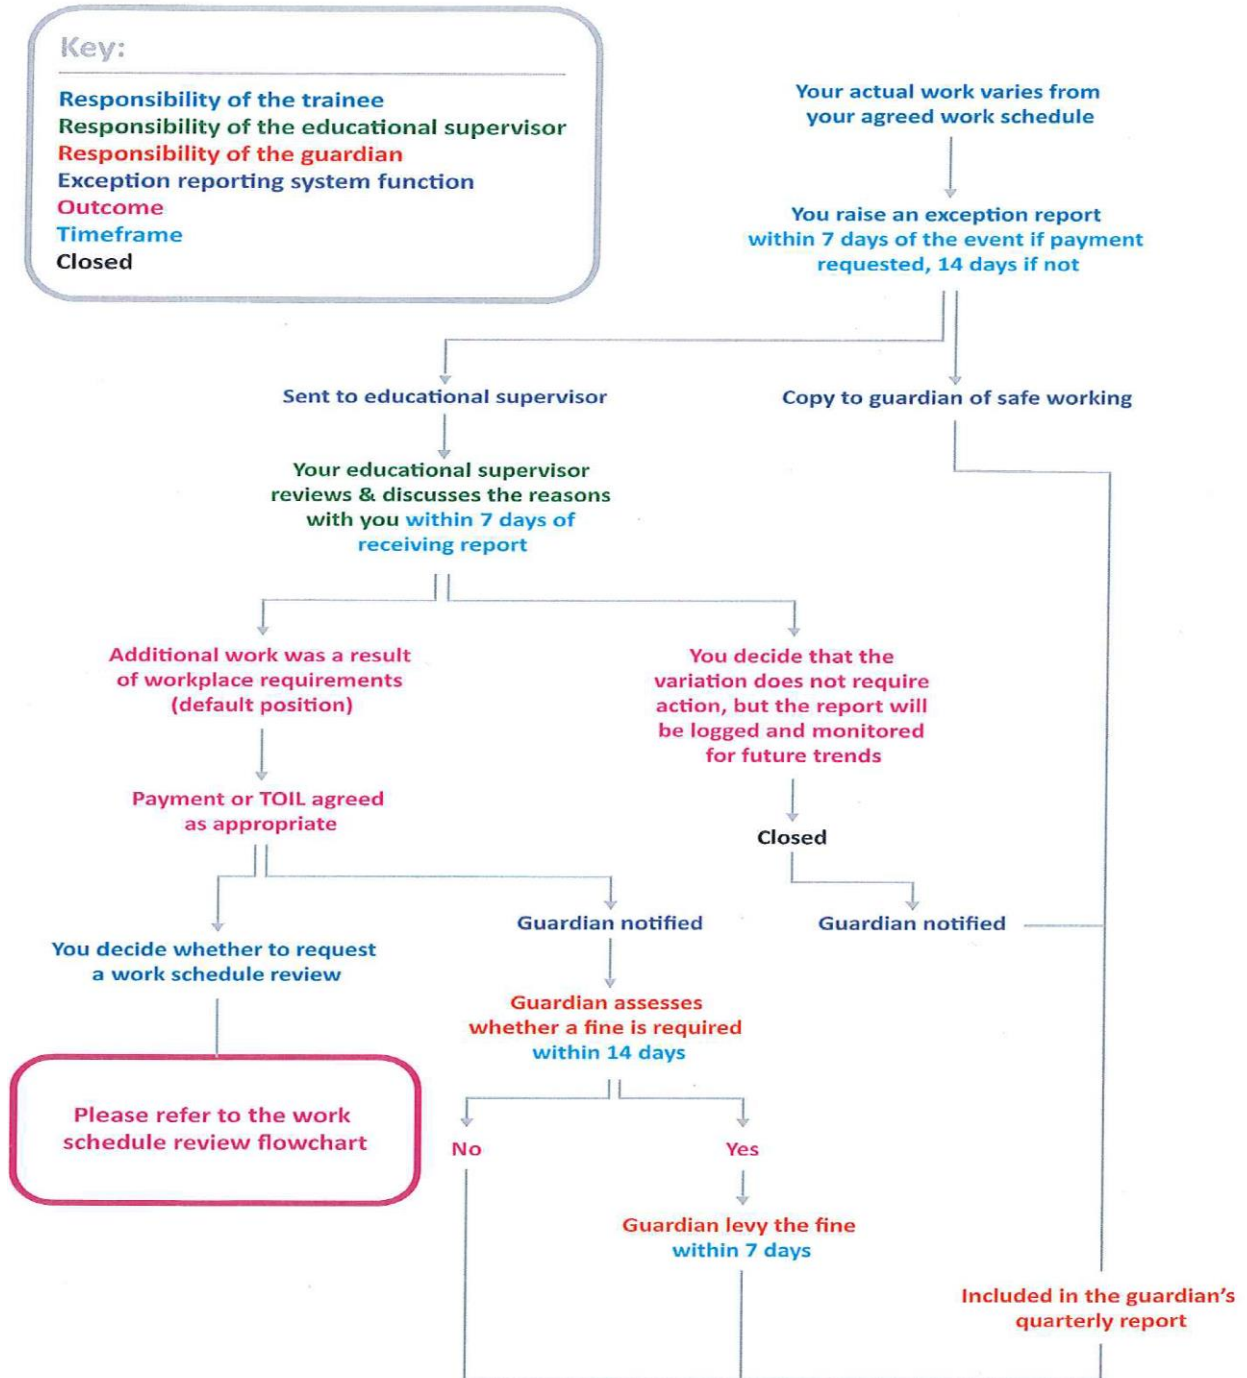 Key:
Responsibility of the trainee
Responsibility of the educational supervisor
Responsibility of the guardian
Exception reporting system function
Outcome
Timeframe
Closed
Your actual work varies from
your agreed work schedule
You raise an exception report
within 7 days of the event if payment
requested, 14 days if not
Sent to educational supervisor
Copy to guardian of safe working
Your educational supervisor
reviews & discusses the reasons
with you within 7 days of
receiving report
Additional work was a result
of workplace requirements
(default position)
You decide that the
variation does not require
action, but the report will
be logged and monitored
for future trends
Payment or TOIL agreed
as appropriate
Closed
You decide whether to request
a work schedule review
Guardian notified
Guardian notified
Guardian assesses
whether a fine is required
within 14 days
Please refer to the work
schedule review flowchart
No
Yes
Guardian levy the fine
within 7 days
Included in the guardian's
quarterly report